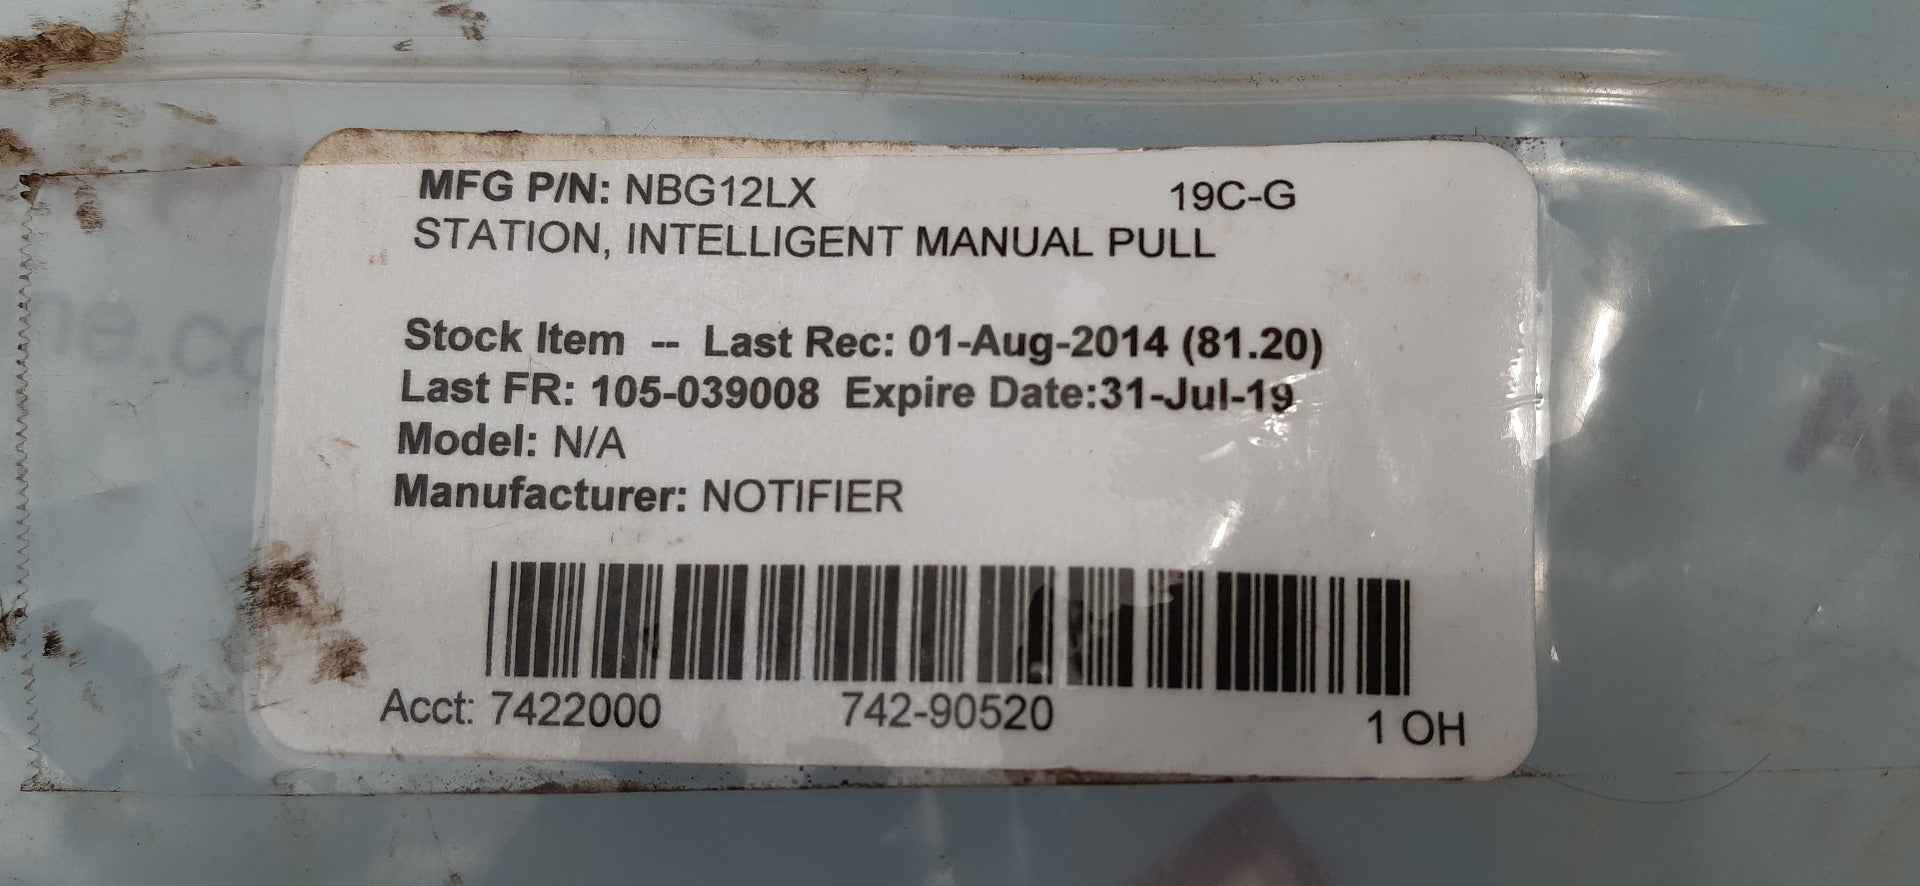 MFG P/N: NBG12LX 19C-G
STATION, INTELLIGENT MANUAL PULL
Stock Item -- Last Rec: 01-Aug-2014 (81.20)
Last FR: 105-039008 Expire Date:31-Jul-19
Model: N/A
Manufacturer: NOTIFIER
Acct: 7422000 742-90520 1 OH